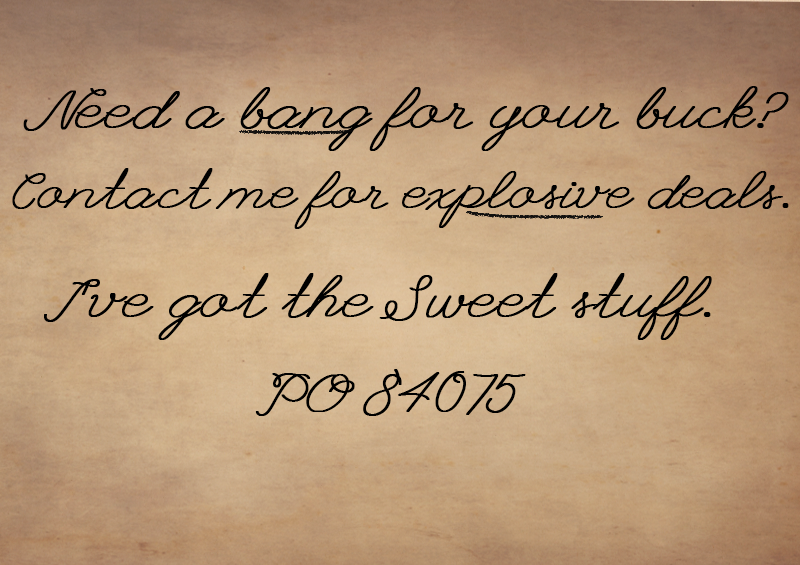 Need a bang for your buck?
Contact me for explosive deals.
I've got the Sweet stuff.
PO 84075